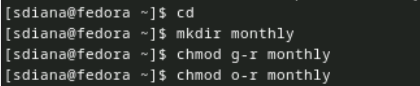 [sdiana@fedora ~]$ cd
[sdiana@fedora ~]$ mkdir monthly
[sdiana@fedora ~]$ chmod g-r monthly
[sdiana@fedora ~]$ chmod o-r monthly